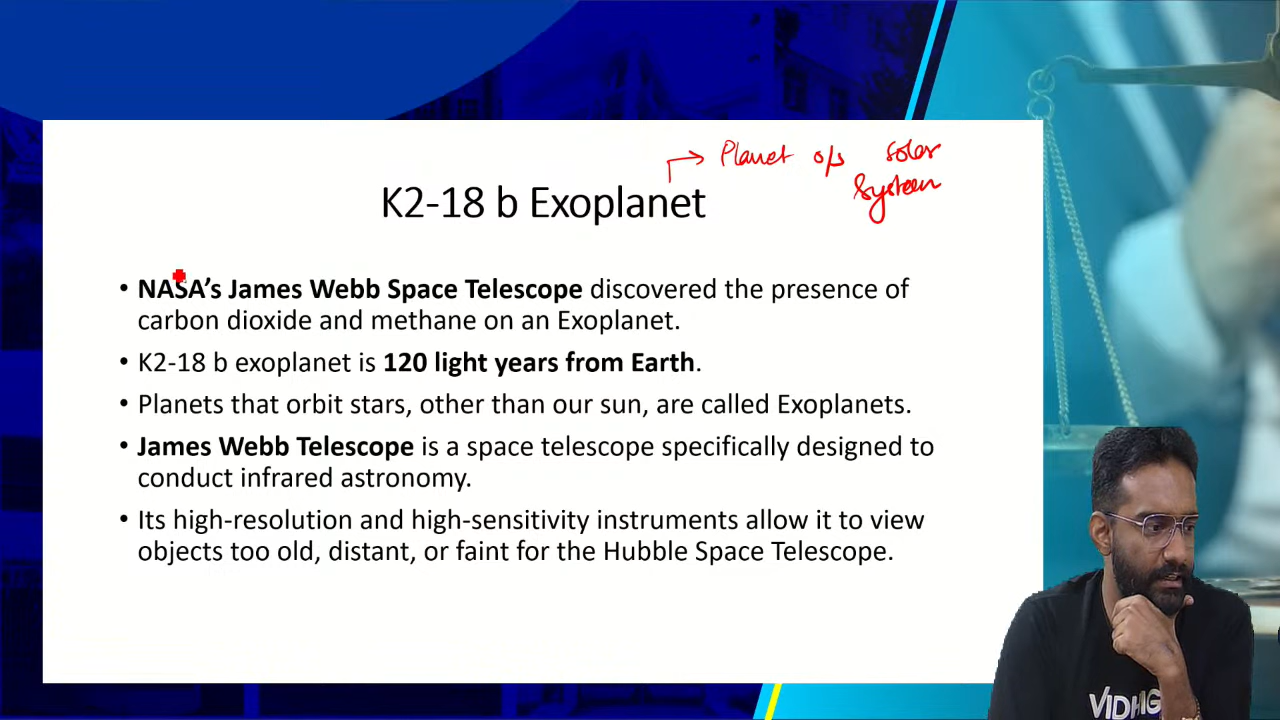 Planet o/s solar
System
K2-18 b Exoplanet
• NASA's James Webb Space Telescope discovered the presence of
carbon dioxide and methane on an Exoplanet.
• K2-18 b exoplanet is 120 light years from Earth.
• Planets that orbit stars, other than our sun, are called Exoplanets.
• James Webb Telescope is a space telescope specifically designed to
conduct infrared astronomy.
• Its high-resolution and high-sensitivity instruments allow it to view
objects too old, distant, or faint for the Hubble Space Telescope.